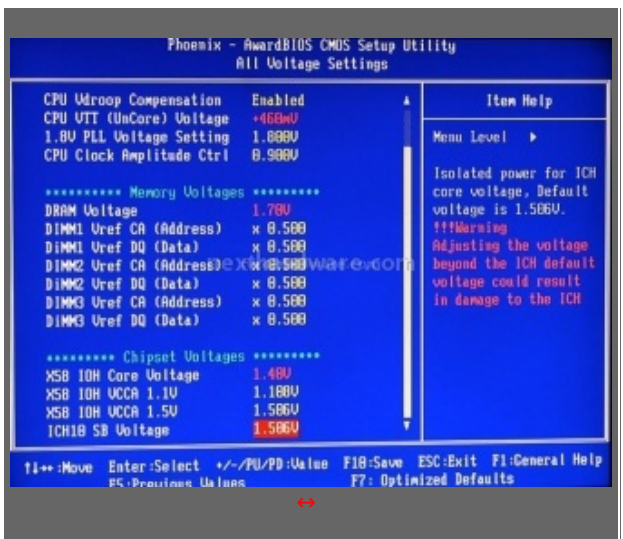 Phoenix - AwardBIOS CMOS Setup Utility
All Voltage Settings
CPU Vdroop Compensation Enabled
CPU VTT (UnCore) Voltage +460mV
1.8V PLL Voltage Setting 1.800V
CPU Clock Amplitude Ctrl 0.900V
********** Memory Voltages *********
DRAM Voltage 1.70V
DIMM1 Vref CA (Address) x 0.500
DIMM1 Vref DQ (Data) x 0.500
DIMM2 Vref CA (Address) x 0.500
DIMM2 Vref DQ (Data) x 0.500
DIMM3 Vref CA (Address) x 0.500
DIMM3 Vref DQ (Data) x 0.500
********* Chipset Voltages *********
X58 IOH Core Voltage 1.40V
X58 IOH VCCA 1.1V 1.100V
X58 IOH VCCA 1.5V 1.506V
ICH10 SB Voltage 1.506V
Item Help
Menu Level ▶
Isolated power for ICH
core voltage, Default
voltage is 1.506V.
!!!Warning
Adjusting the voltage
beyond the ICH default
voltage could result
in damage to the ICH
nexthardware.com
↑↓→←:Move Enter:Select +/-/PU/PD:Value F10:Save ESC:Exit F1:General Help
F5:Previous Values F7: Optimized Defaults